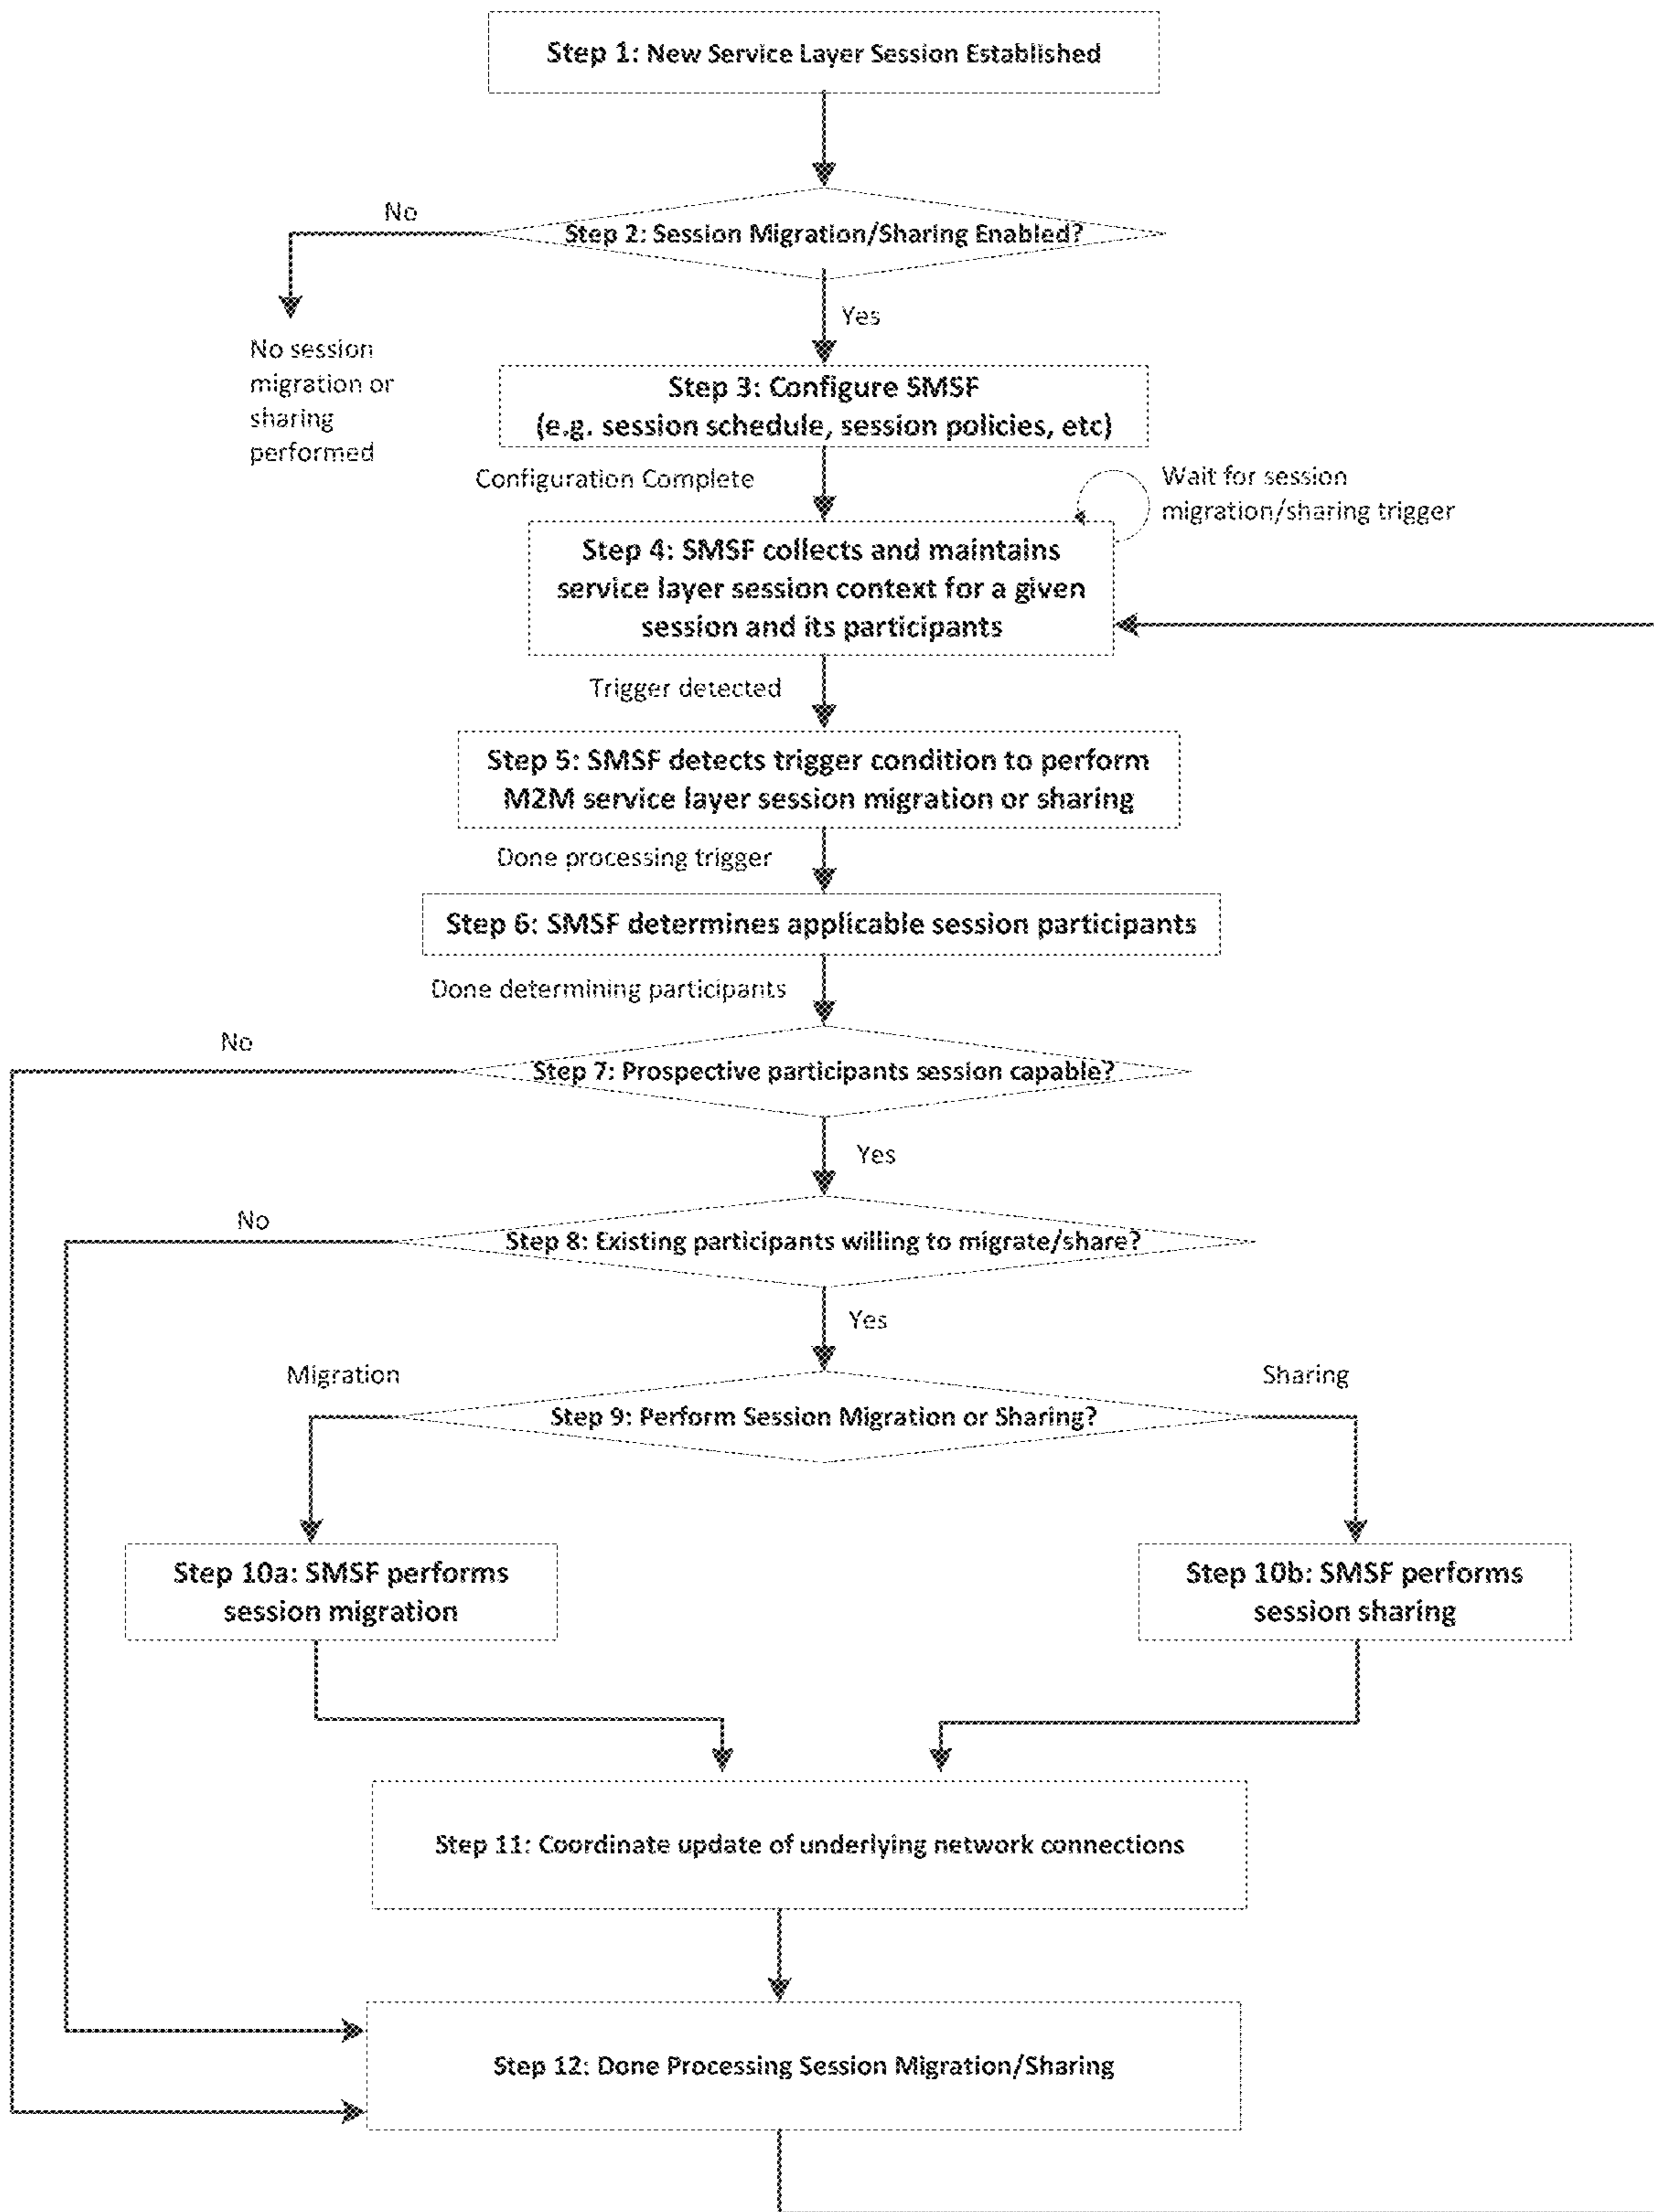 Step 1: New Service Layer Session Established
No
Step 2: Session Migration/Sharing Enabled?
Yes
No session
migration or
sharing
performed
Step 3: Configure SMSF
(e.g. session schedule, session policies, etc)
Configuration Complete
Wait for session
migration/sharing trigger
Step 4: SMSF collects and maintains
service layer session context for a given
session and its participants
Trigger detected
Step 5: SMSF detects trigger condition to perform
M2M service layer session migration or sharing
Done processing trigger
Step 6: SMSF determines applicable session participants
Done determining participants
No
Step 7: Prospective participants session capable?
Yes
No
Step 8: Existing participants willing to migrate/share?
Yes
Migration
Sharing
Step 9: Perform Session Migration or Sharing?
Step 10a: SMSF performs
session migration
Step 10b: SMSF performs
session sharing
Step 11: Coordinate update of underlying network connections
Step 12: Done Processing Session Migration/Sharing